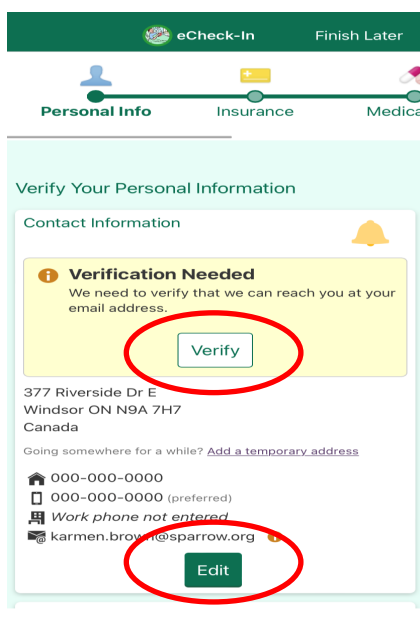 eCheck-In Finish Later
Personal Info Insurance Medica
Verify Your Personal Information
Contact Information
Verification Needed
We need to verify that we can reach you at your
email address.
Verify
377 Riverside Dr E
Windsor ON N9A 7H7
Canada
Going somewhere for a while? Add a temporary address
000-000-0000
000-000-0000 (preferred)
Work phone not entered
karmen.brown@sparrow.org
Edit